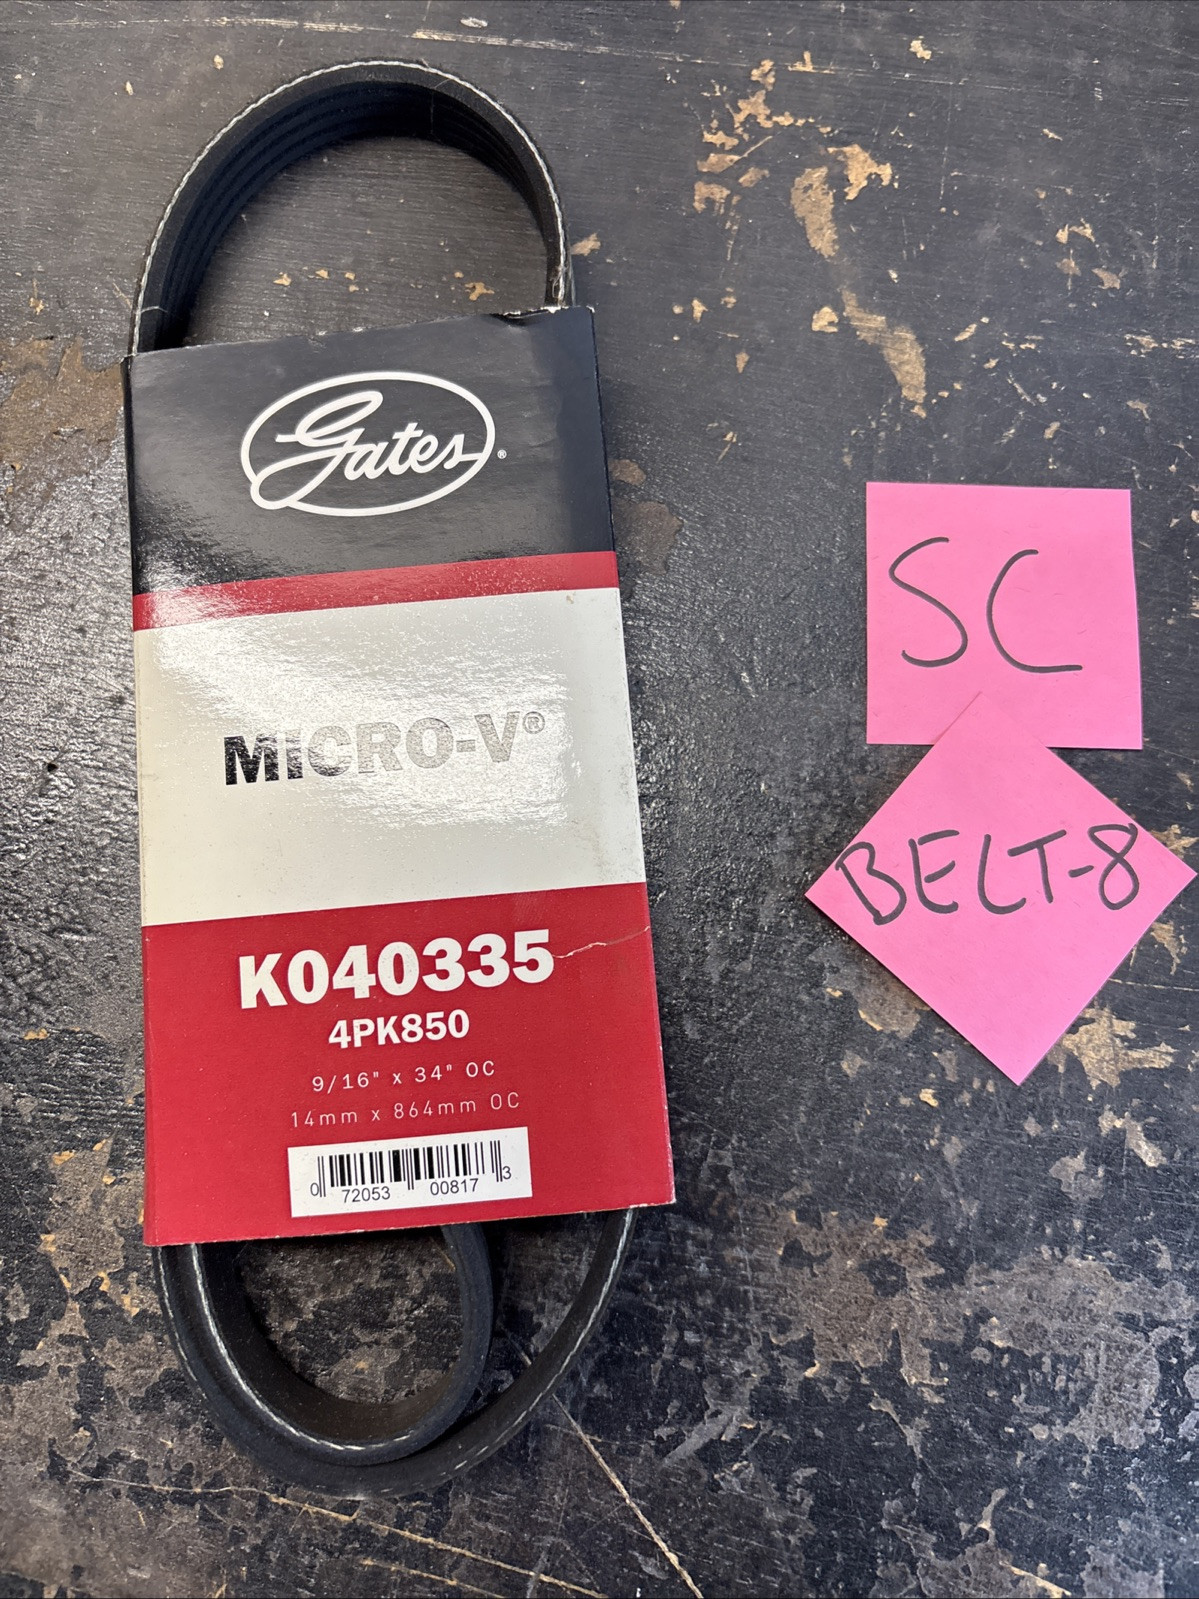 Gates®
MICRO-V®
K040335
4PK850
9/16" x 34" OC
14mm x 864mm OC
0 72053 00817 3
SC
BELT-8